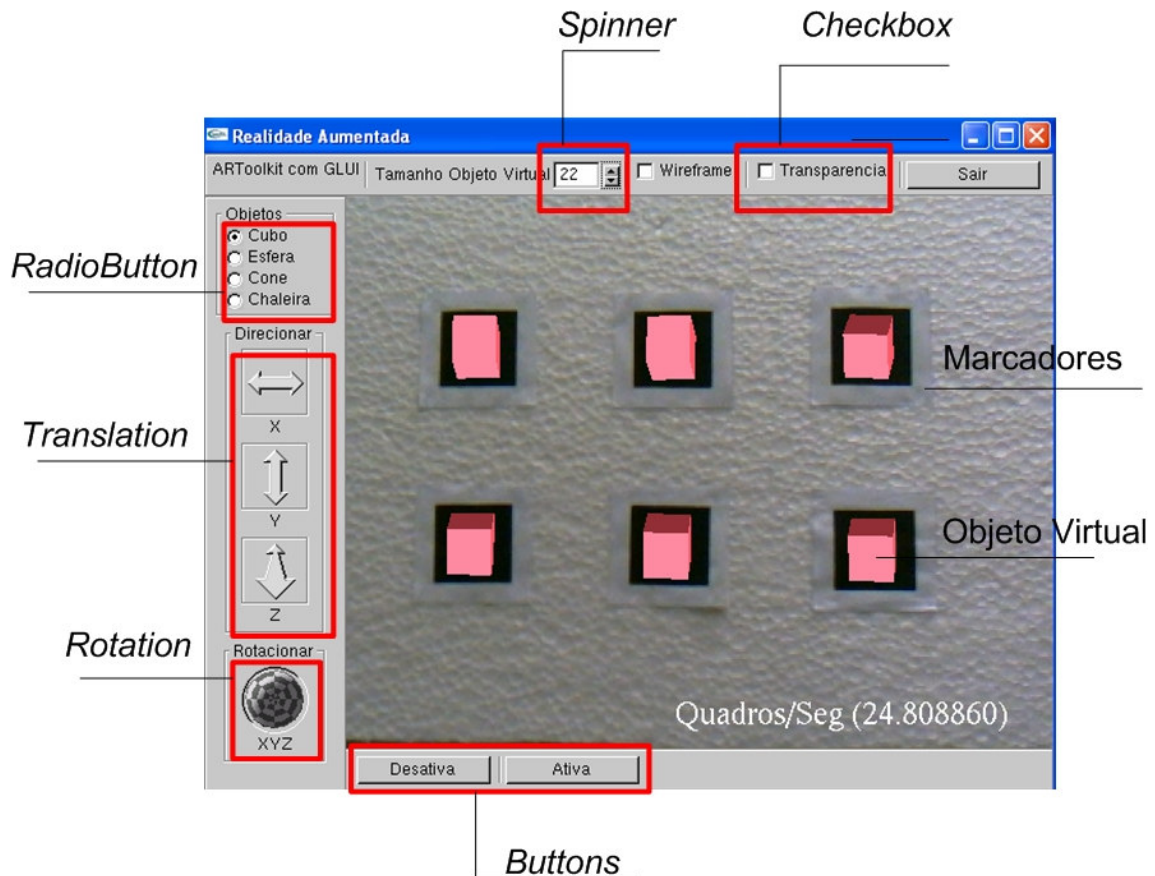 Spinner
Checkbox
Realidade Aumentada
ARToolkit com GLUI
Tamanho Objeto Virtual 22
Wireframe
Transparencia
Sair
Objetos
Cubo
Esfera
Cone
Chaleira
RadioButton
Direcionar
X
Y
Z
Translation
Marcadores
Objeto Virtual
Rotation
Rotacionar
XYZ
Quadros/Seg (24.808860)
Desativa
Ativa
Buttons